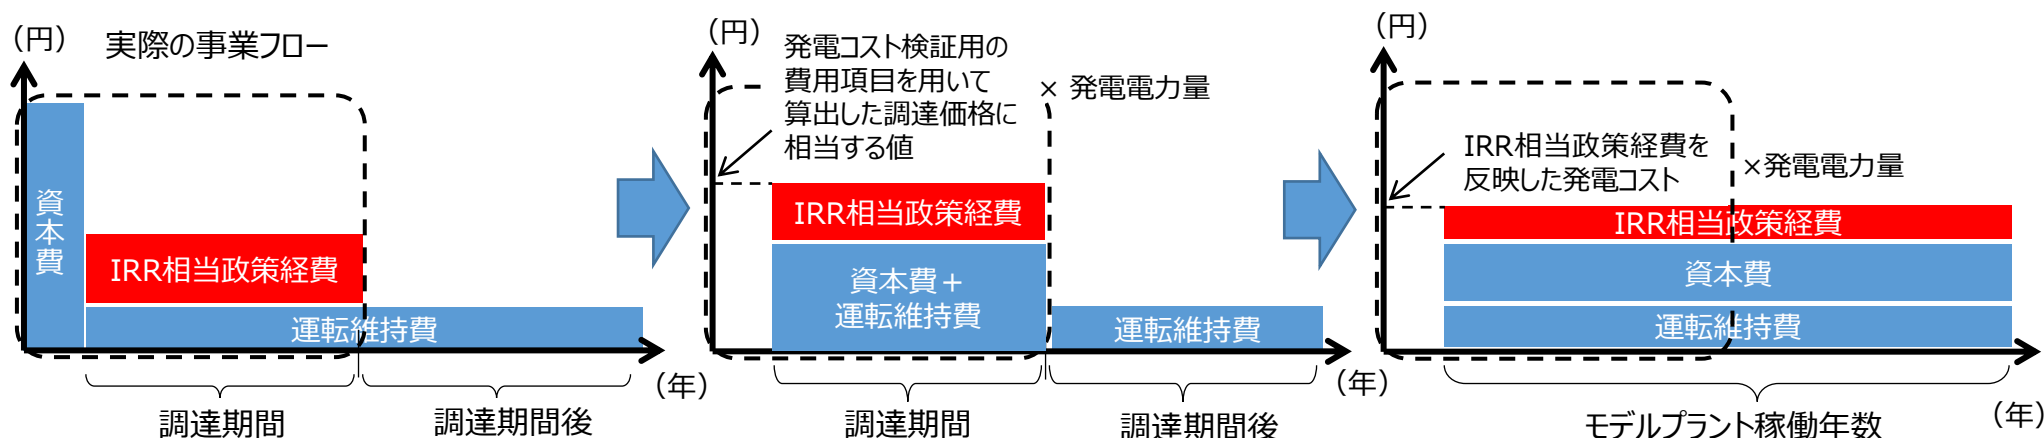 （円）
実際の事業フロー
資本費
IRR相当政策経費
運転維持費
（年）
調達期間
調達期間後
（円）
発電コスト検証用の
費用項目を用いて
算出した調達価格に
相当する値
× 発電電力量
IRR相当政策経費
資本費＋
運転維持費
運転維持費
（年）
調達期間
調達期間後
（円）
IRR相当政策経費を
反映した発電コスト
×発電電力量
IRR相当政策経費
資本費
運転維持費
モデルプラント稼働年数
（年）